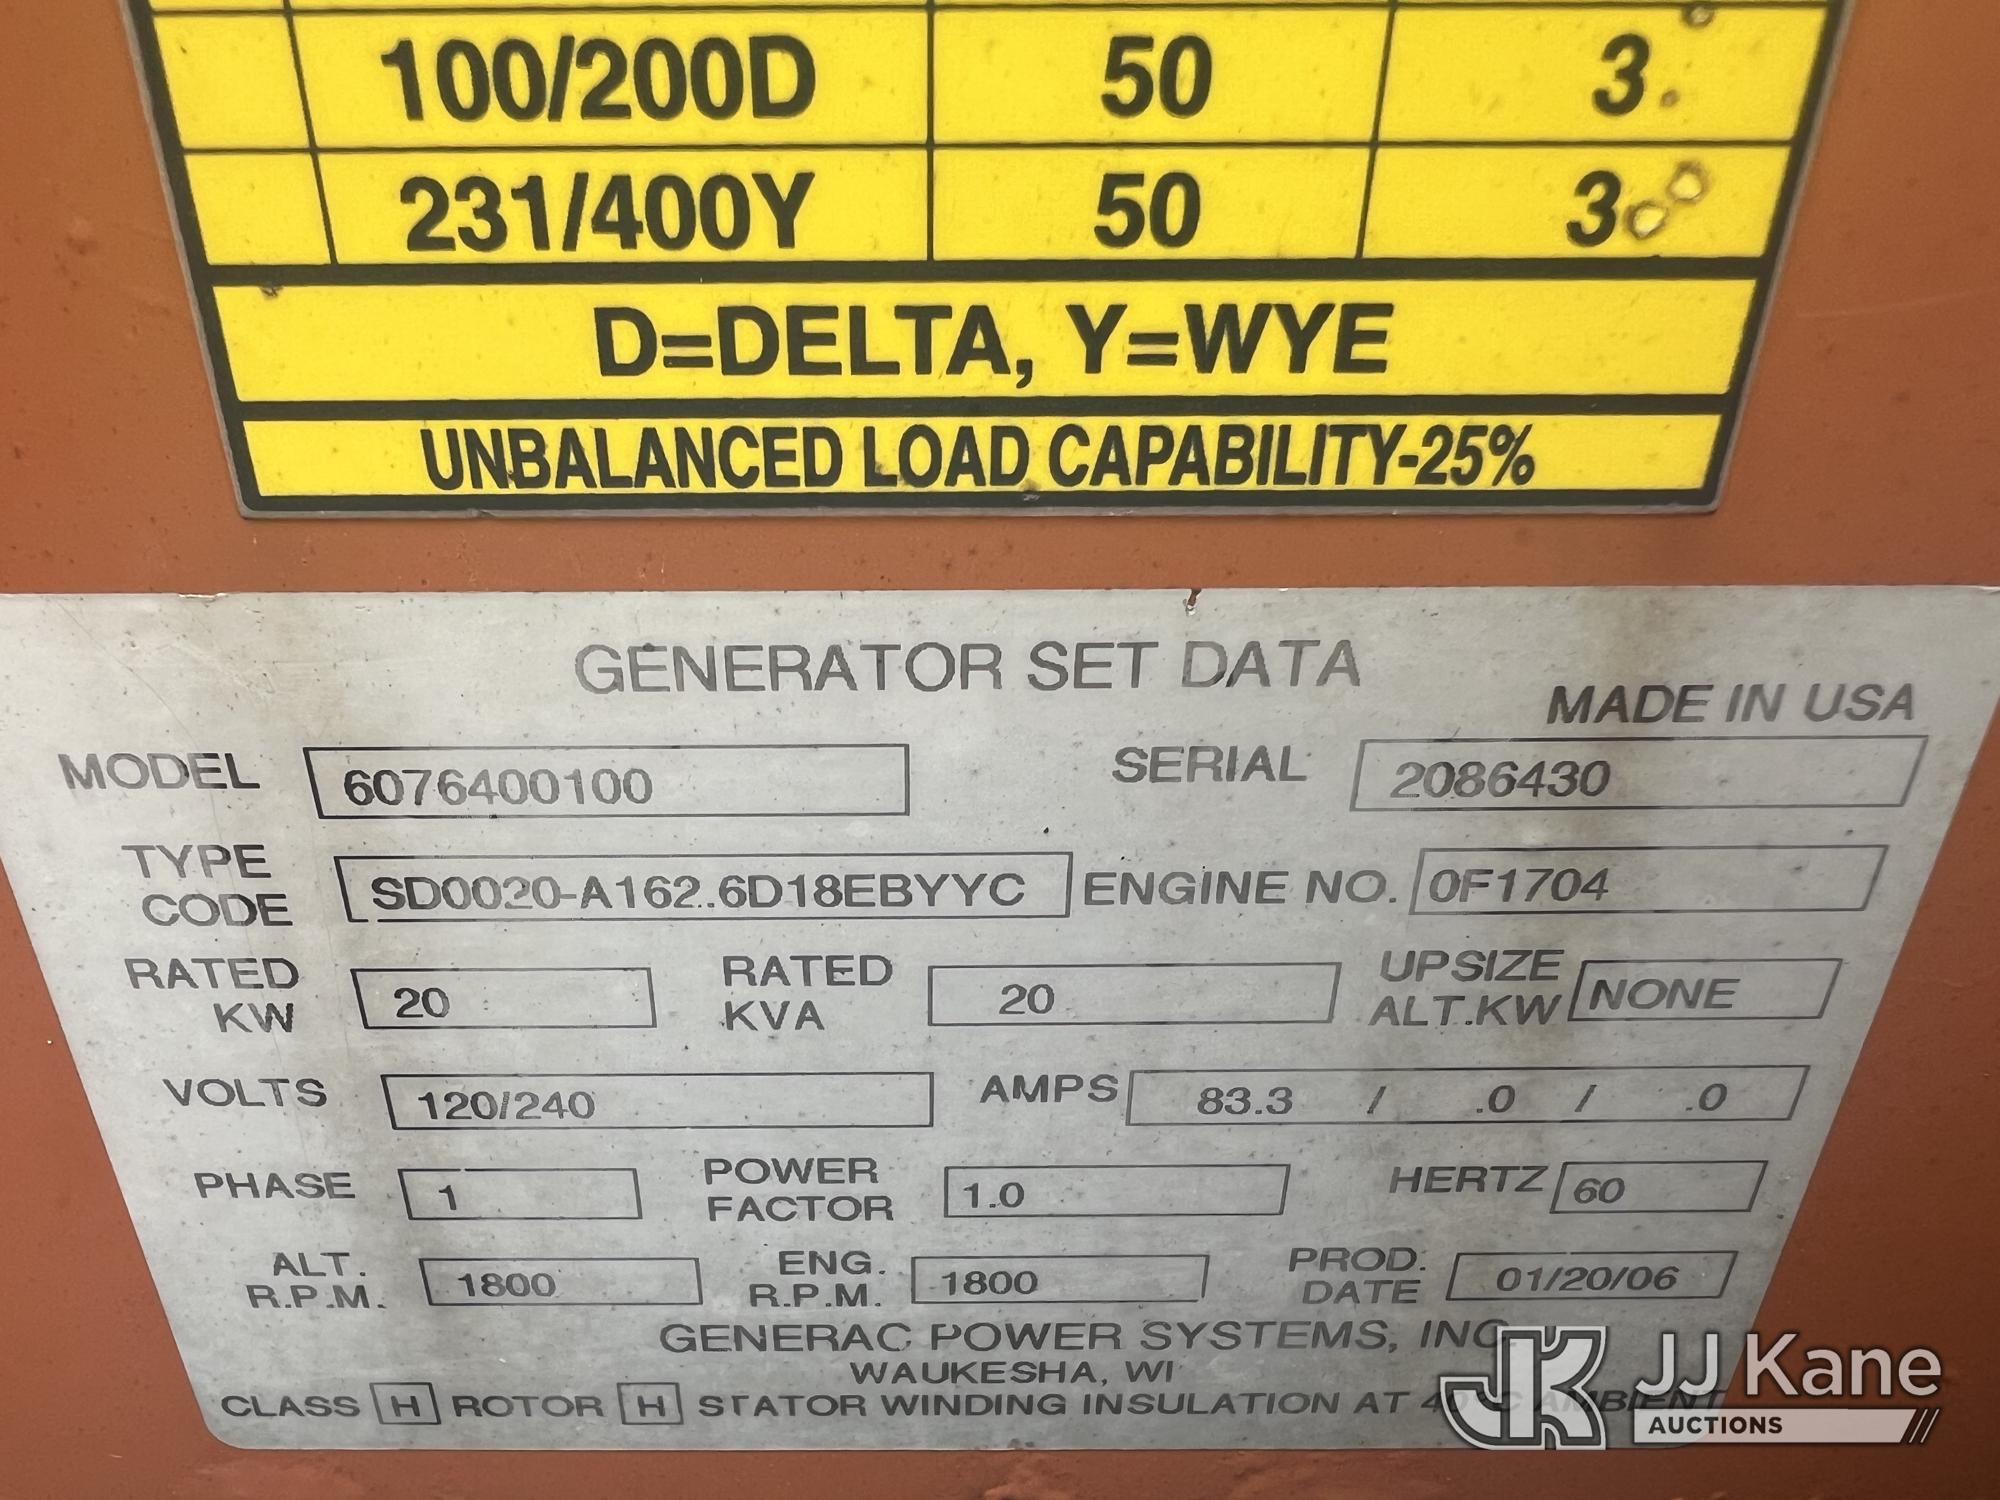 100/200D 50 3
231/400Y 50 3
D=DELTA, Y=WYE
UNBALANCED LOAD CAPABILITY-25%
GENERATOR SET DATA
MADE IN USA
MODEL 6076400100 SERIAL 2086430
TYPE CODE SD0020-A162.6D18EBYYC ENGINE NO. 0F1704
RATED KW 20 RATED KVA 20 UPSIZE ALT.KW NONE
VOLTS 120/240 AMPS 83.3 / .0 / .0
PHASE 1 POWER FACTOR 1.0 HERTZ 60
ALT. R.P.M. 1800 ENG. R.P.M. 1800 PROD. DATE 01/20/06
GENERAC POWER SYSTEMS, INC.
WAUKESHA, WI
CLASS H ROTOR H STATOR WINDING INSULATION AT 40°C AMBIENT
JK JJ Kane
AUCTIONS